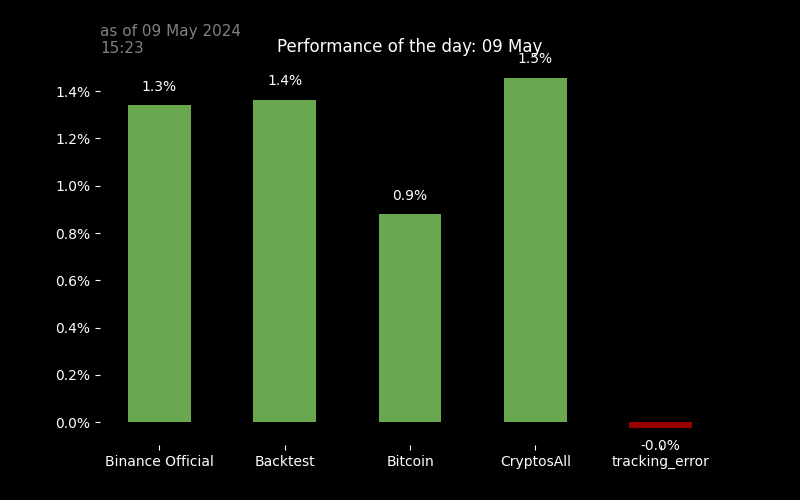 as of 09 May 2024
15:23
Performance of the day: 09 May
1.5%
1.4%
1.3%
1.4%
1.2%
1.0%
0.9%
0.8%
0.6%
0.4%
0.2%
0.0%
-0.0%
Binance Official
Backtest
Bitcoin
CryptosAll
tracking_error